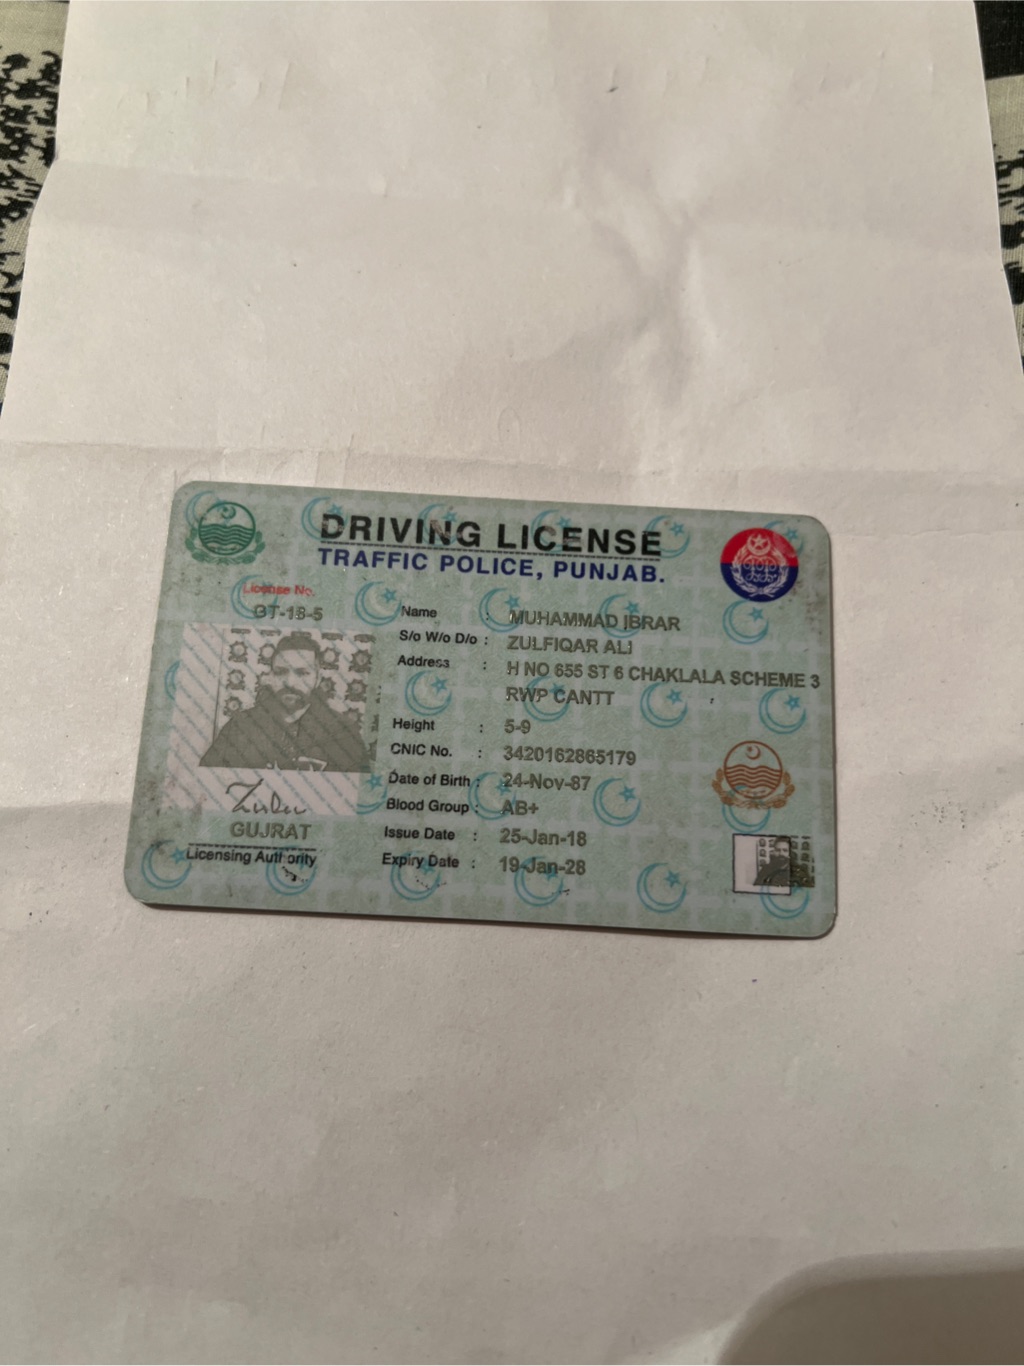 DRIVING LICENSE
TRAFFIC POLICE, PUNJAB.
License No.
GT-18-5
Name : MUHAMMAD IBRAR
S/o W/o D/o : ZULFIQAR ALI
Address : H NO 655 ST 6 CHAKLALA SCHEME 3
RWP CANTT
Height : 5-9
CNIC No. : 3420162865179
Date of Birth : 24-Nov-87
Blood Group : AB+
Issue Date : 25-Jan-18
Expiry Date : 19-Jan-28
GUJRAT
Licensing Authority